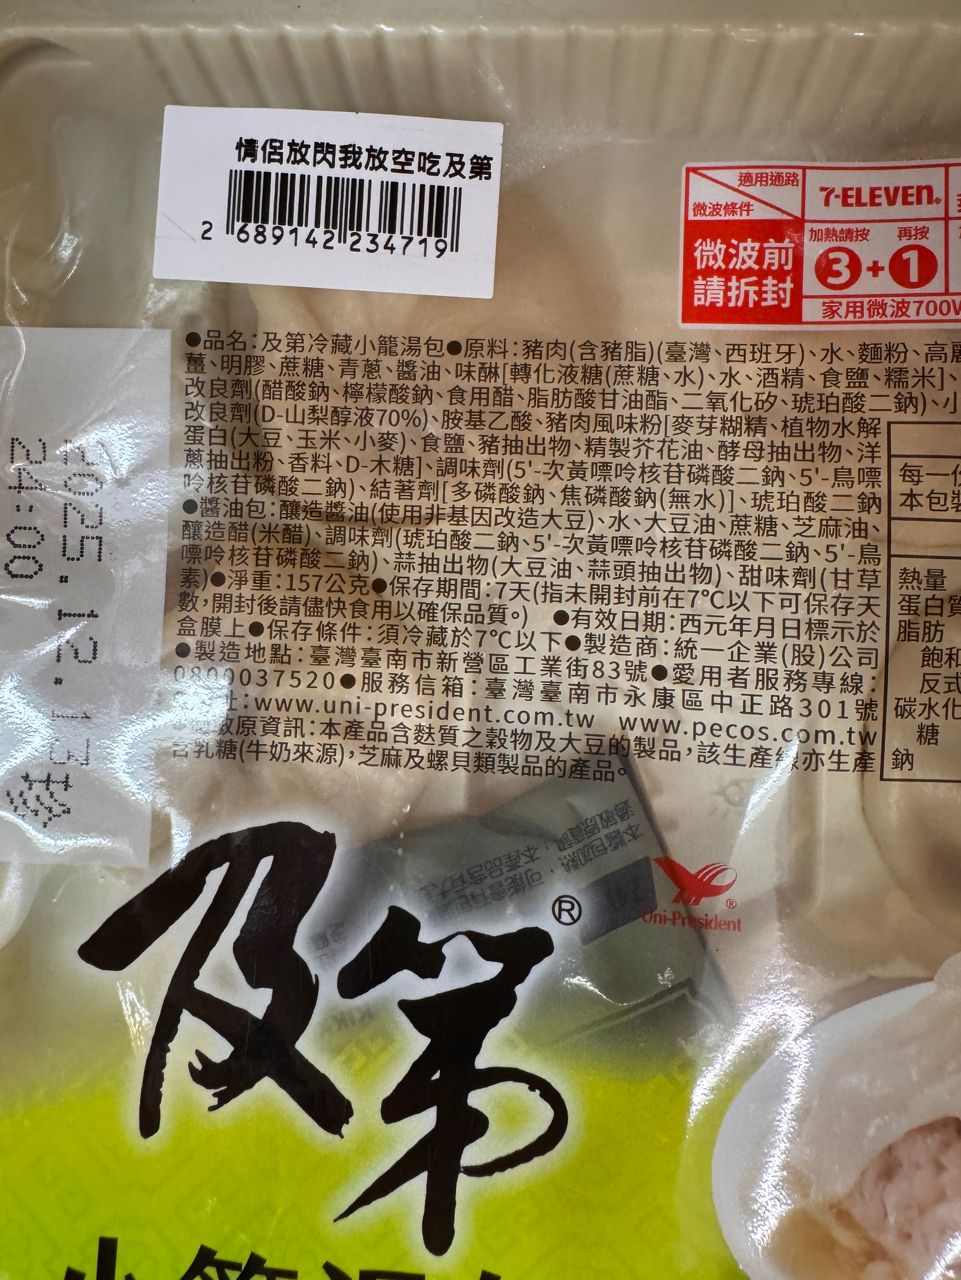 情侶放閃我放空吃及第
2 689142 234719
適用通路
微波條件
7-ELEVEn®
微波前
請拆封
加熱請按 再按
3+1
家用微波700W
●品名:及第冷藏小籠湯包●原料:豬肉(含豬脂)(臺灣、西班牙)、水、麵粉、高麗
薑、明膠、蔗糖、青蔥、醬油、味醂[轉化液糖(蔗糖、水)、水、酒精、食鹽、糯米]、
改良劑(醋酸鈉、檸檬酸鈉、食用醋、脂肪酸甘油酯、二氧化矽、琥珀酸二鈉)、小
改良劑(D-山梨醇液70%)、胺基乙酸、豬肉風味粉[麥芽糊精、植物水解
蛋白(大豆、玉米、小麥)、食鹽、豬抽出物、精製芥花油、酵母抽出物、洋
蔥抽出粉、香料、D-木糖]、調味劑(5'-次黃嘌呤核苷磷酸二鈉、5'-鳥嘌
呤核苷磷酸二鈉)、結著劑[多磷酸鈉、焦磷酸鈉(無水)]、琥珀酸二鈉
●醬油包:釀造醬油(使用非基因改造大豆)、水、大豆油、蔗糖、芝麻油、
釀造醋(米醋)、調味劑(琥珀酸二鈉、5'-次黃嘌呤核苷磷酸二鈉、5'-鳥
嘌呤核苷磷酸二鈉)、蒜抽出物(大豆油、蒜頭抽出物)、甜味劑(甘草
素)●淨重:157公克●保存期間:7天(指未開封前在7℃以下可保存天
數,開封後請儘快食用以確保品質。) ●有效日期:西元年月日標示於
盒膜上●保存條件:須冷藏於7℃以下●製造商:統一企業(股)公司
●製造地點:臺灣臺南市新營區工業街83號●愛用者服務專線:
0800037520●服務信箱:臺灣臺南市永康區中正路301號
:www.uni-president.com.tw www.pecos.com.tw
敏原資訊:本產品含麩質之穀物及大豆的製品,該生產線亦生產
含乳糖(牛奶來源),芝麻及螺貝類製品的產品。
每一份
本包裝
熱量
蛋白質
脂肪
飽和
反式
碳水化
糖
鈉
2025.12.1
2H:00
及第®
Uni-President®